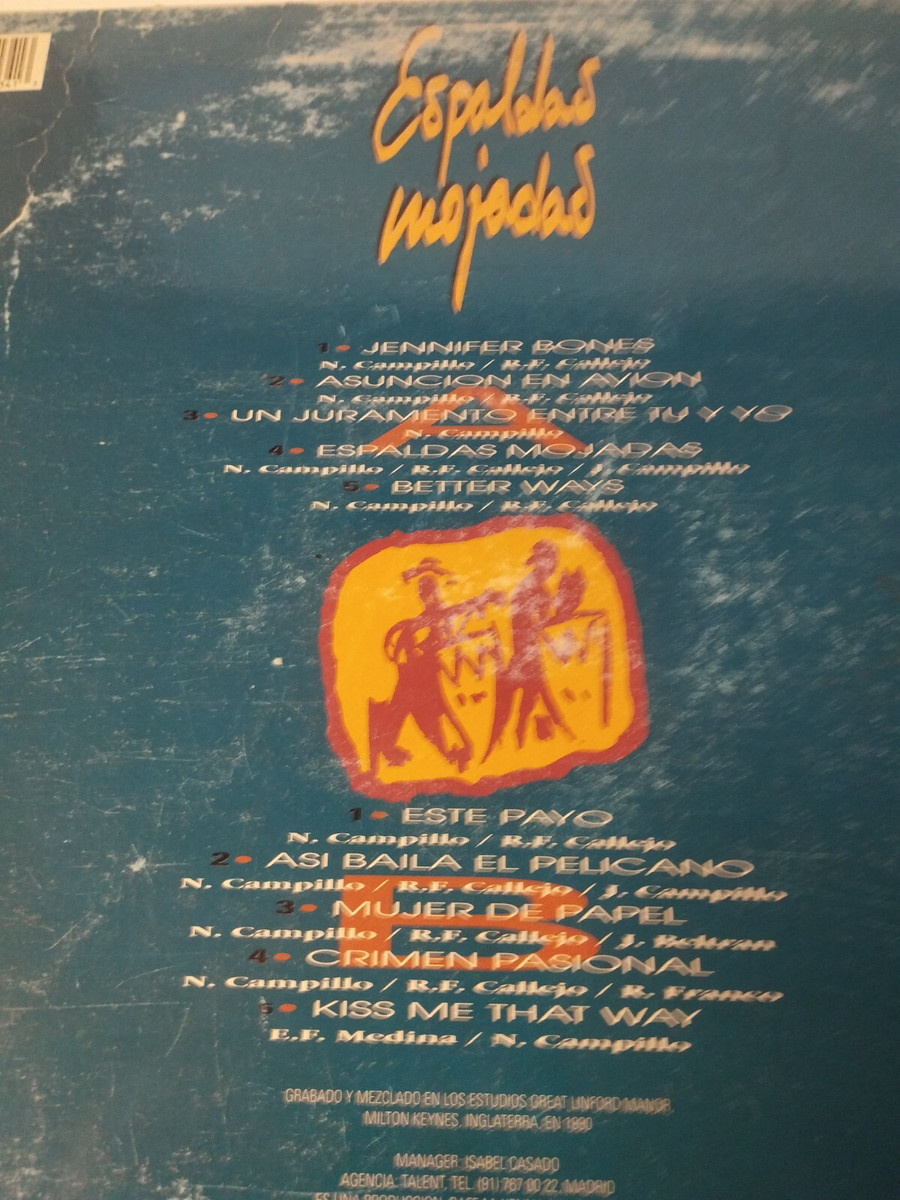 Espaldas
mojadas
1 • JENNIFER BONES
N. Campillo / R.F. Callejo
2 • ASUNCION EN AVION
N. Campillo / R.F. Callejo
3 • UN JURAMENTO ENTRE TU Y YO
N. Campillo
4 • ESPALDAS MOJADAS
N. Campillo / R.F. Callejo / J. Campillo
5 • BETTER WAYS
N. Campillo / R.F. Callejo
A
1 • ESTE PAYO
N. Campillo / R.F. Callejo
2 • ASI BAILA EL PELICANO
N. Campillo / R.F. Callejo / J. Campillo
3 • MUJER DE PAPEL
N. Campillo / R.F. Callejo / J. Beltran
4 • CRIMEN PASIONAL
N. Campillo / R.F. Callejo / R. Franco
5 • KISS ME THAT WAY
E.F. Medina / N. Campillo
B
GRABADO Y MEZCLADO EN LOS ESTUDIOS GREAT LINFORD MANOR,
MILTON KEYNES, INGLATERRA, EN 1990
MANAGER: ISABEL CASADO
AGENCIA: TALENT, TEL. (91) 767 00 22, MADRID
ES UNA PRODUCCION